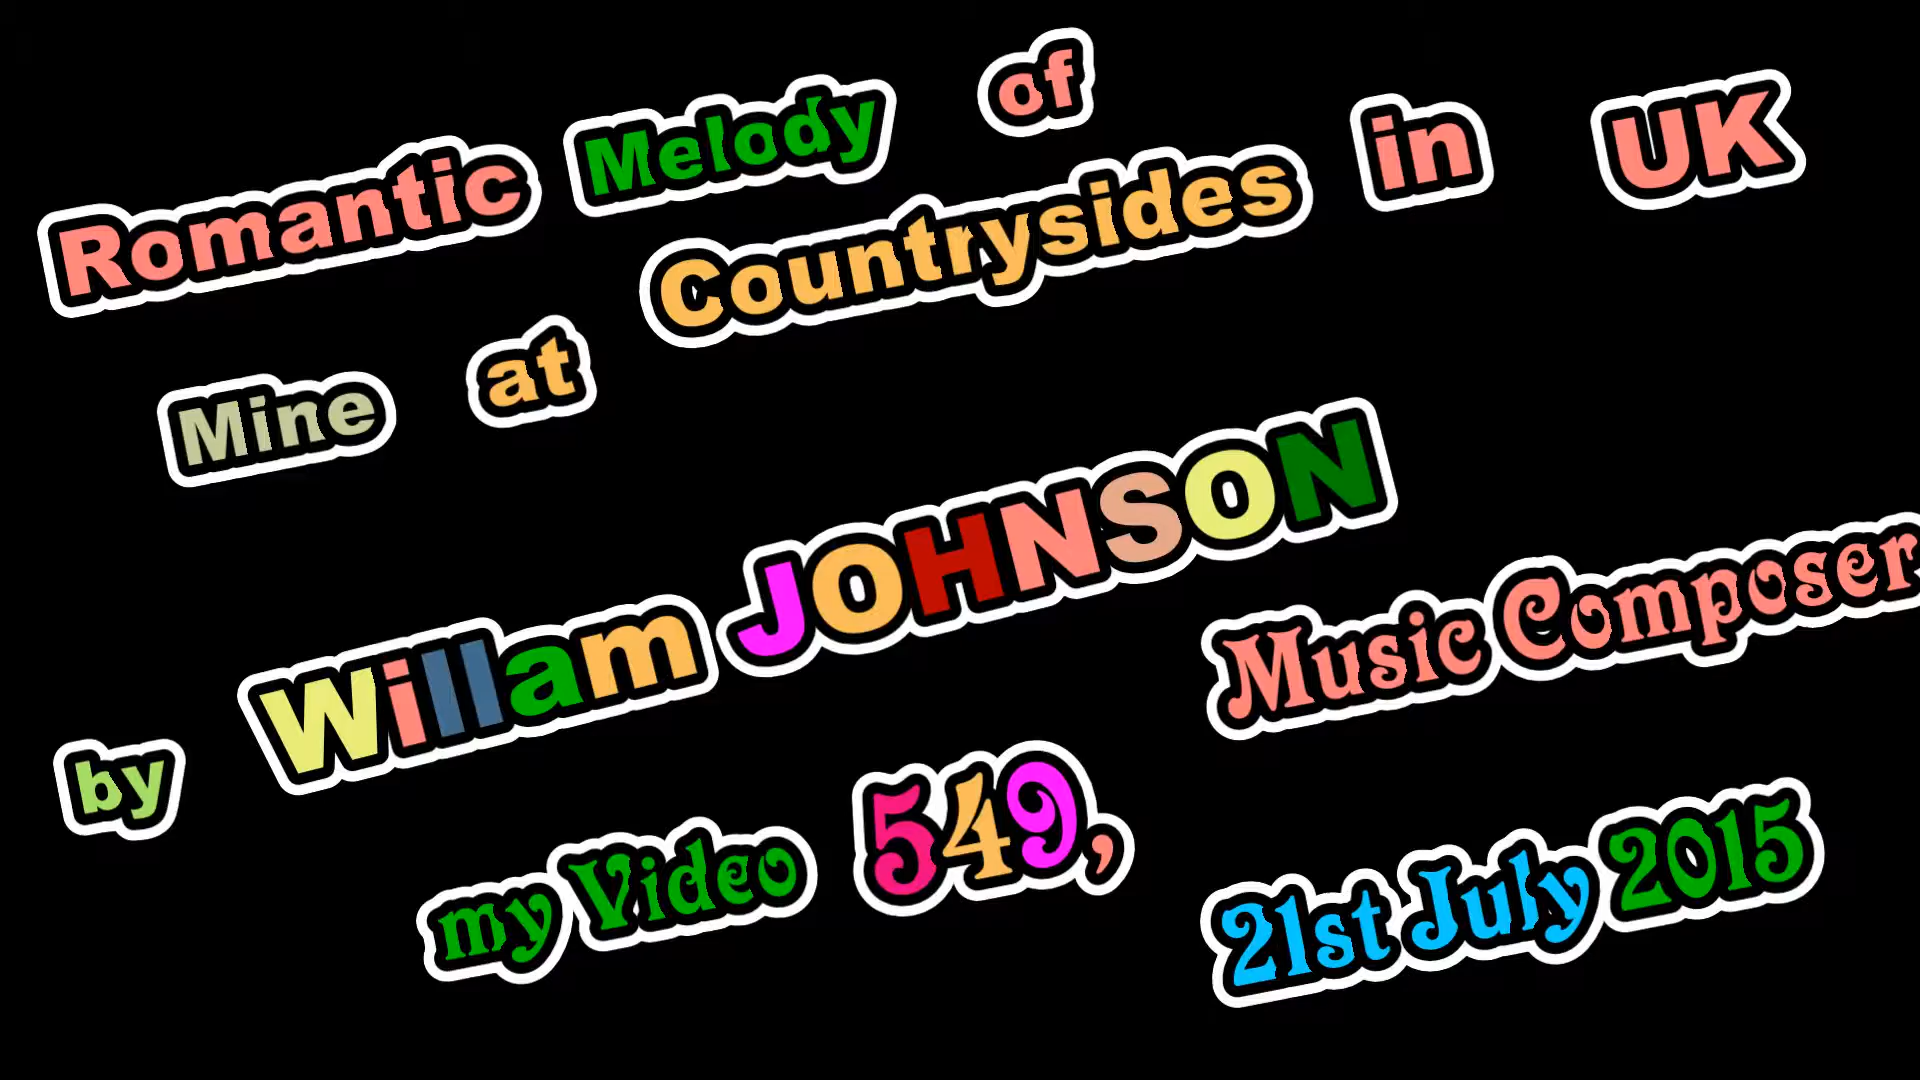 Romantic Melody of
Mine at Countrysides in UK
by Willam JOHNSON
Music Composer
my Video 549,
21st July 2015